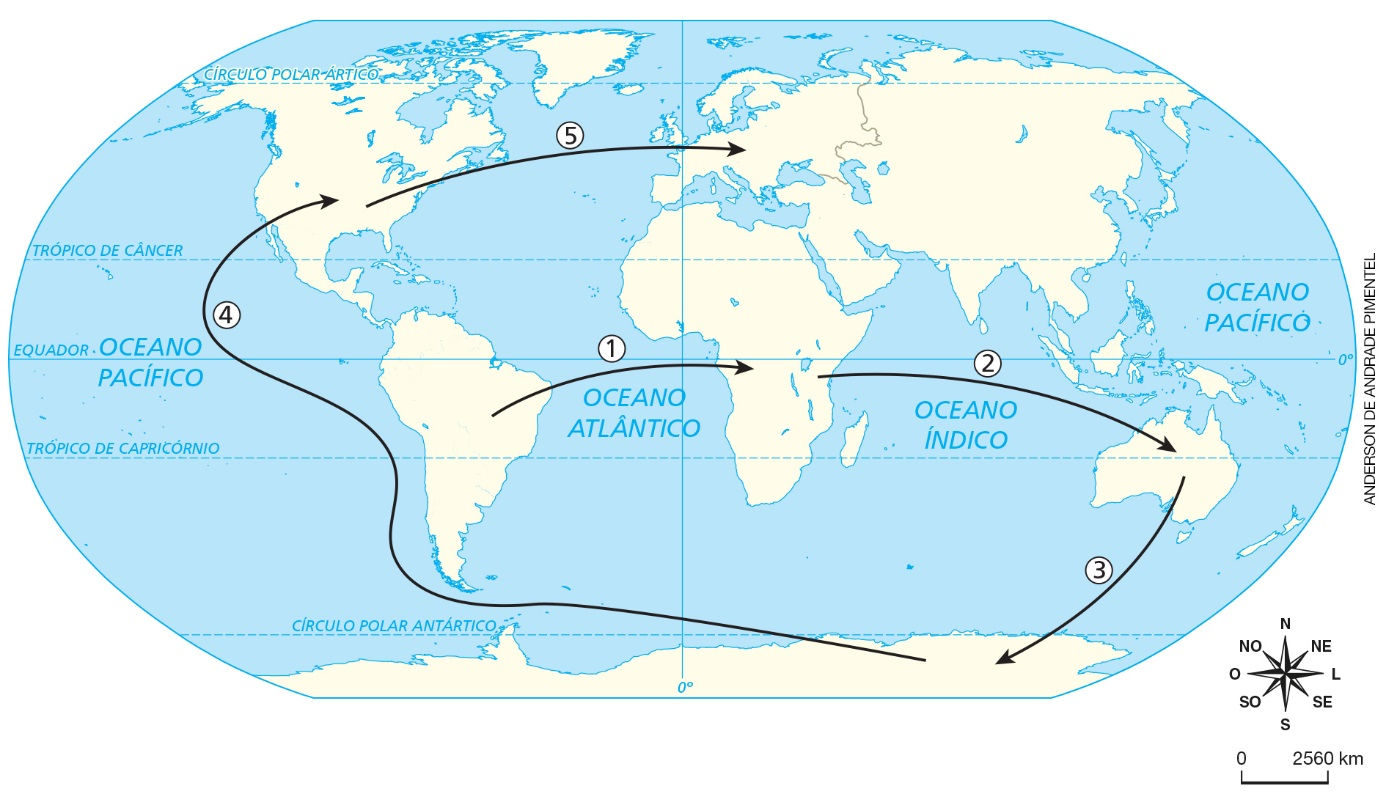 CÍRCULO POLAR ÁRTICO
5
TRÓPICO DE CÂNCER
4
OCEANO
PACÍFICO
EQUADOR
OCEANO
PACÍFICO
0°
1
2
OCEANO
ATLÂNTICO
OCEANO
ÍNDICO
TRÓPICO DE CAPRICÓRNIO
3
CÍRCULO POLAR ANTÁRTICO
0°
N
NO
NE
O
L
SO
SE
S
0 2560 km
ANDERSON DE ANDRADE PIMENTEL